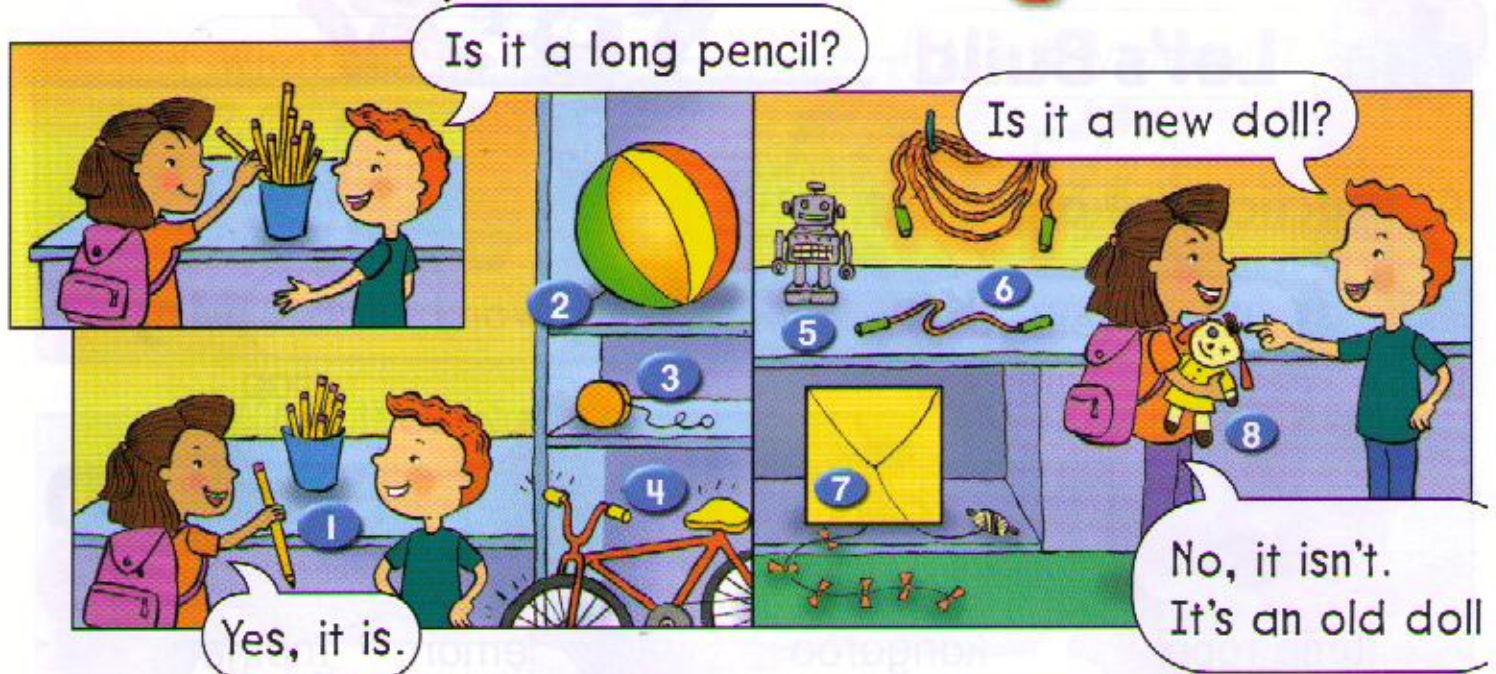 Is it a long pencil?
Yes, it is.
2
3
4
1
Is it a new doll?
5
6
7
8
No, it isn't.
It's an old doll